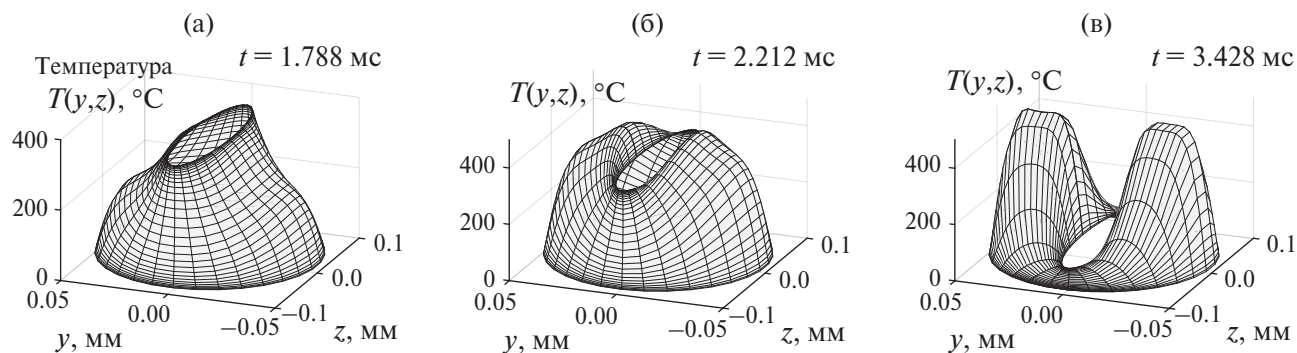 (а)
t = 1.788 мс
Температура
T(y,z), °C
400
200
0
0.05
0.00
−0.05
y, мм
−0.1
0.0
0.1
z, мм
(б)
t = 2.212 мс
T(y,z), °C
400
200
0
0.05
0.00
−0.05
y, мм
−0.1
0.0
0.1
z, мм
(в)
t = 3.428 мс
T(y,z), °C
400
200
0
0.05
0.00
−0.05
y, мм
−0.1
0.0
0.1
z, мм